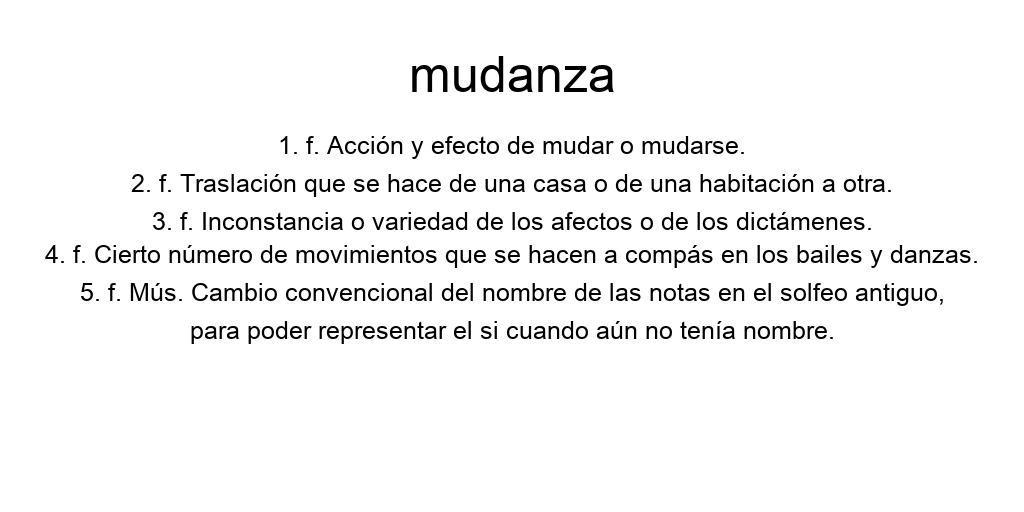 mudanza
1. f. Acción y efecto de mudar o mudarse.
2. f. Traslación que se hace de una casa o de una habitación a otra.
3. f. Inconstancia o variedad de los afectos o de los dictámenes.
4. f. Cierto número de movimientos que se hacen a compás en los bailes y danzas.
5. f. Mús. Cambio convencional del nombre de las notas en el solfeo antiguo,
para poder representar el si cuando aún no tenía nombre.